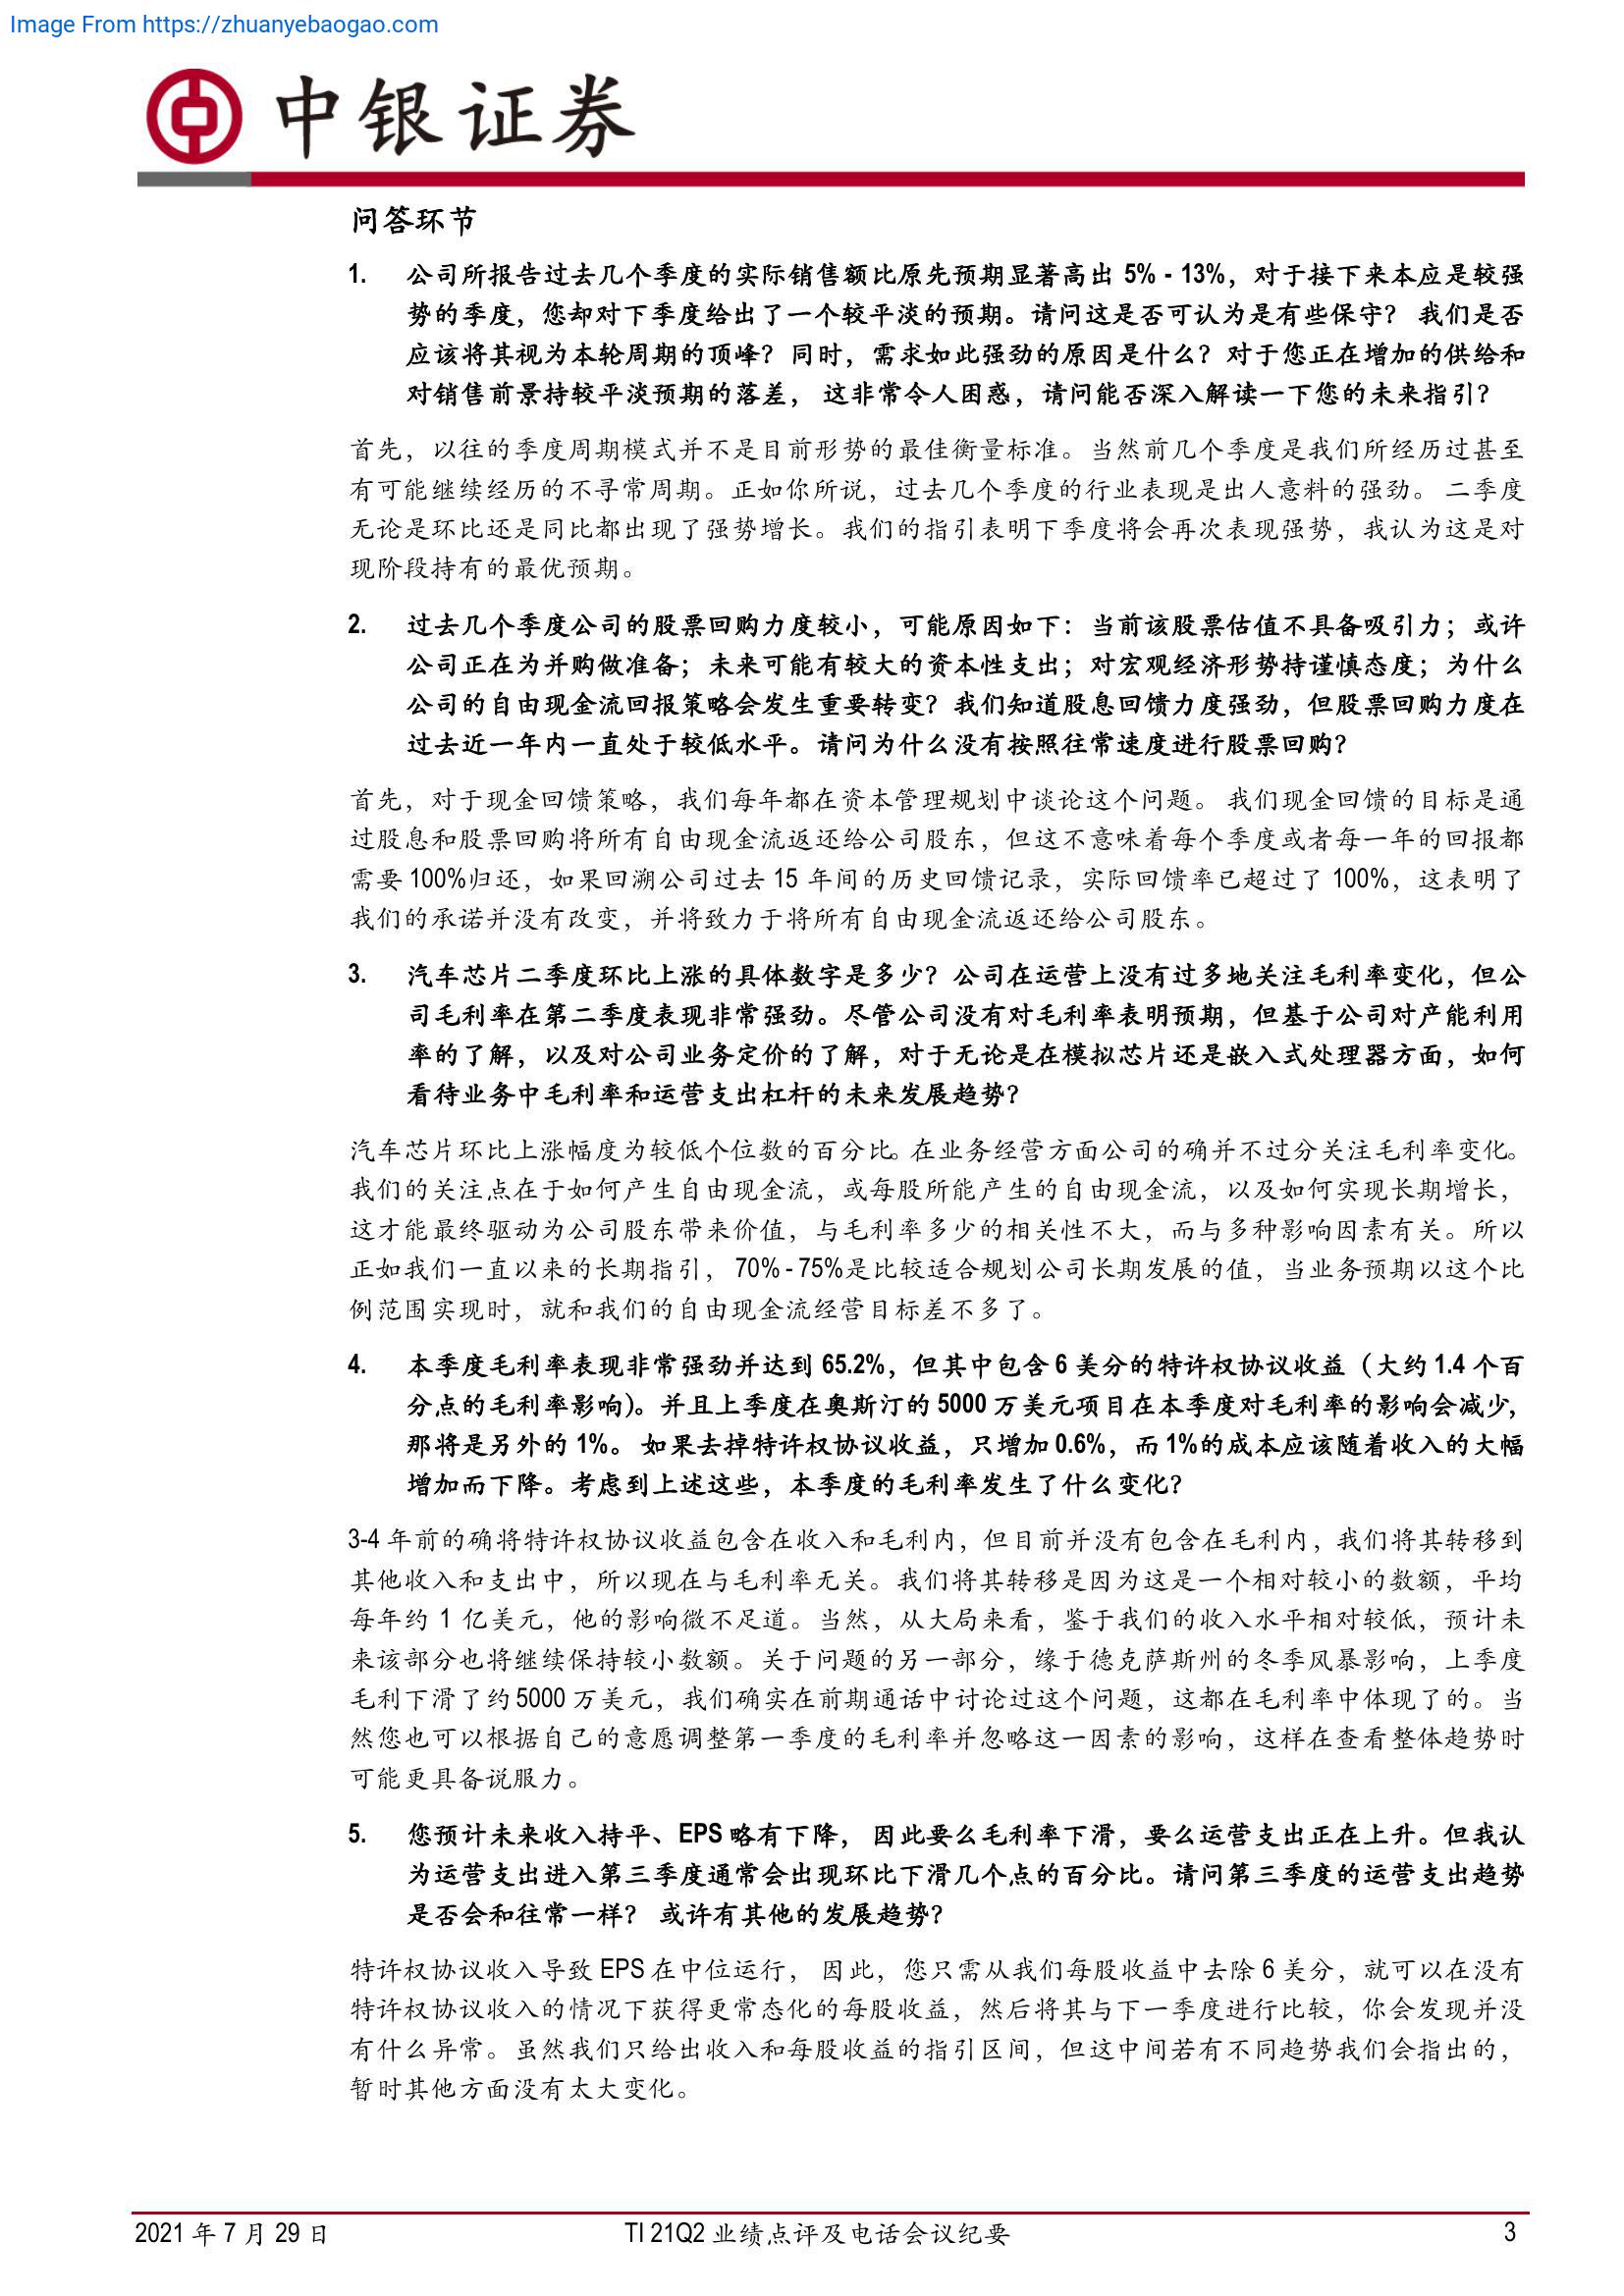 Image From https://zhuanyebaogao.com
中银证券
问答环节
1. 公司所报告过去几个季度的实际销售额比原先预期显著高出 5% - 13%，对于接下来本应是较强
势的季度，您却对下季度给出了一个较平淡的预期。请问这是否可认为是有些保守？ 我们是否
应该将其视为本轮周期的顶峰？同时，需求如此强劲的原因是什么？对于您正在增加的供给和
对销售前景持较平淡预期的落差， 这非常令人困惑，请问能否深入解读一下您的未来指引？
首先，以往的季度周期模式并不是目前形势的最佳衡量标准。当然前几个季度是我们所经历过甚至
有可能继续经历的不寻常周期。正如你所说，过去几个季度的行业表现是出人意料的强劲。 二季度
无论是环比还是同比都出现了强势增长。我们的指引表明下季度将会再次表现强势，我认为这是对
现阶段持有的最优预期。
2. 过去几个季度公司的股票回购力度较小，可能原因如下：当前该股票估值不具备吸引力；或许
公司正在为并购做准备；未来可能有较大的资本性支出；对宏观经济形势持谨慎态度；为什么
公司的自由现金流回报策略会发生重要转变？我们知道股息回馈力度强劲，但股票回购力度在
过去近一年内一直处于较低水平。请问为什么没有按照往常速度进行股票回购？
首先，对于现金回馈策略，我们每年都在资本管理规划中谈论这个问题。 我们现金回馈的目标是通
过股息和股票回购将所有自由现金流返还给公司股东，但这不意味着每个季度或者每一年的回报都
需要 100%归还，如果回溯公司过去 15 年间的历史回馈记录，实际回馈率已超过了 100%，这表明了
我们的承诺并没有改变，并将致力于将所有自由现金流返还给公司股东。
3. 汽车芯片二季度环比上涨的具体数字是多少？公司在运营上没有过多地关注毛利率变化，但公
司毛利率在第二季度表现非常强劲。尽管公司没有对毛利率表明预期，但基于公司对产能利用
率的了解，以及对公司业务定价的了解，对于无论是在模拟芯片还是嵌入式处理器方面，如何
看待业务中毛利率和运营支出杠杆的未来发展趋势？
汽车芯片环比上涨幅度为较低个位数的百分比。在业务经营方面公司的确并不过分关注毛利率变化。
我们的关注点在于如何产生自由现金流，或每股所能产生的自由现金流，以及如何实现长期增长，
这才能最终驱动为公司股东带来价值，与毛利率多少的相关性不大，而与多种影响因素有关。所以
正如我们一直以来的长期指引，70% - 75%是比较适合规划公司长期发展的值，当业务预期以这个比
例范围实现时，就和我们的自由现金流经营目标差不多了。
4. 本季度毛利率表现非常强劲并达到 65.2%，但其中包含 6 美分的特许权协议收益（大约 1.4 个百
分点的毛利率影响）。并且上季度在奥斯汀的 5000 万美元项目在本季度对毛利率的影响会减少，
那将是另外的 1%。 如果去掉特许权协议收益，只增加 0.6%，而 1%的成本应该随着收入的大幅
增加而下降。考虑到上述这些，本季度的毛利率发生了什么变化？
3-4 年前的确将特许权协议收益包含在收入和毛利内，但目前并没有包含在毛利内，我们将其转移到
其他收入和支出中，所以现在与毛利率无关。我们将其转移是因为这是一个相对较小的数额，平均
每年约 1 亿美元，他的影响微不足道。当然，从大局来看，鉴于我们的收入水平相对较低，预计未
来该部分也将继续保持较小数额。关于问题的另一部分，缘于德克萨斯州的冬季风暴影响，上季度
毛利下滑了约 5000 万美元，我们确实在前期通话中讨论过这个问题，这都在毛利率中体现了的。当
然您也可以根据自己的意愿调整第一季度的毛利率并忽略这一因素的影响，这样在查看整体趋势时
可能更具备说服力。
5. 您预计未来收入持平、EPS 略有下降， 因此要么毛利率下滑，要么运营支出正在上升。但我认
为运营支出进入第三季度通常会出现环比下滑几个点的百分比。请问第三季度的运营支出趋势
是否会和往常一样？ 或许有其他的发展趋势？
特许权协议收入导致 EPS 在中位运行， 因此，您只需从我们每股收益中去除 6 美分，就可以在没有
特许权协议收入的情况下获得更常态化的每股收益，然后将其与下一季度进行比较，你会发现并没
有什么异常。虽然我们只给出收入和每股收益的指引区间，但这中间若有不同趋势我们会指出的，
暂时其他方面没有太大变化。
2021 年 7 月 29 日 TI 21Q2 业绩点评及电话会议纪要 3